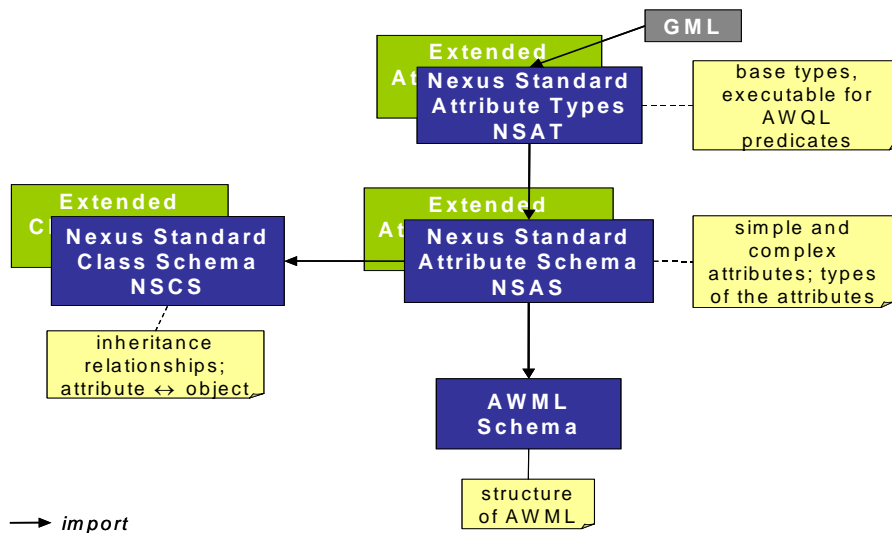 GML
Extended
Nexus Standard
Attribute Types
NSAT
base types,
executable for
AWQL
predicates
Extended
Nexus Standard
Class Schema
NSCS
Extended
Nexus Standard
Attribute Schema
NSAS
simple and
complex
attributes; types
of the attributes
inheritance
relationships;
attribute ↔ object
AWML
Schema
structure
of AWML
import